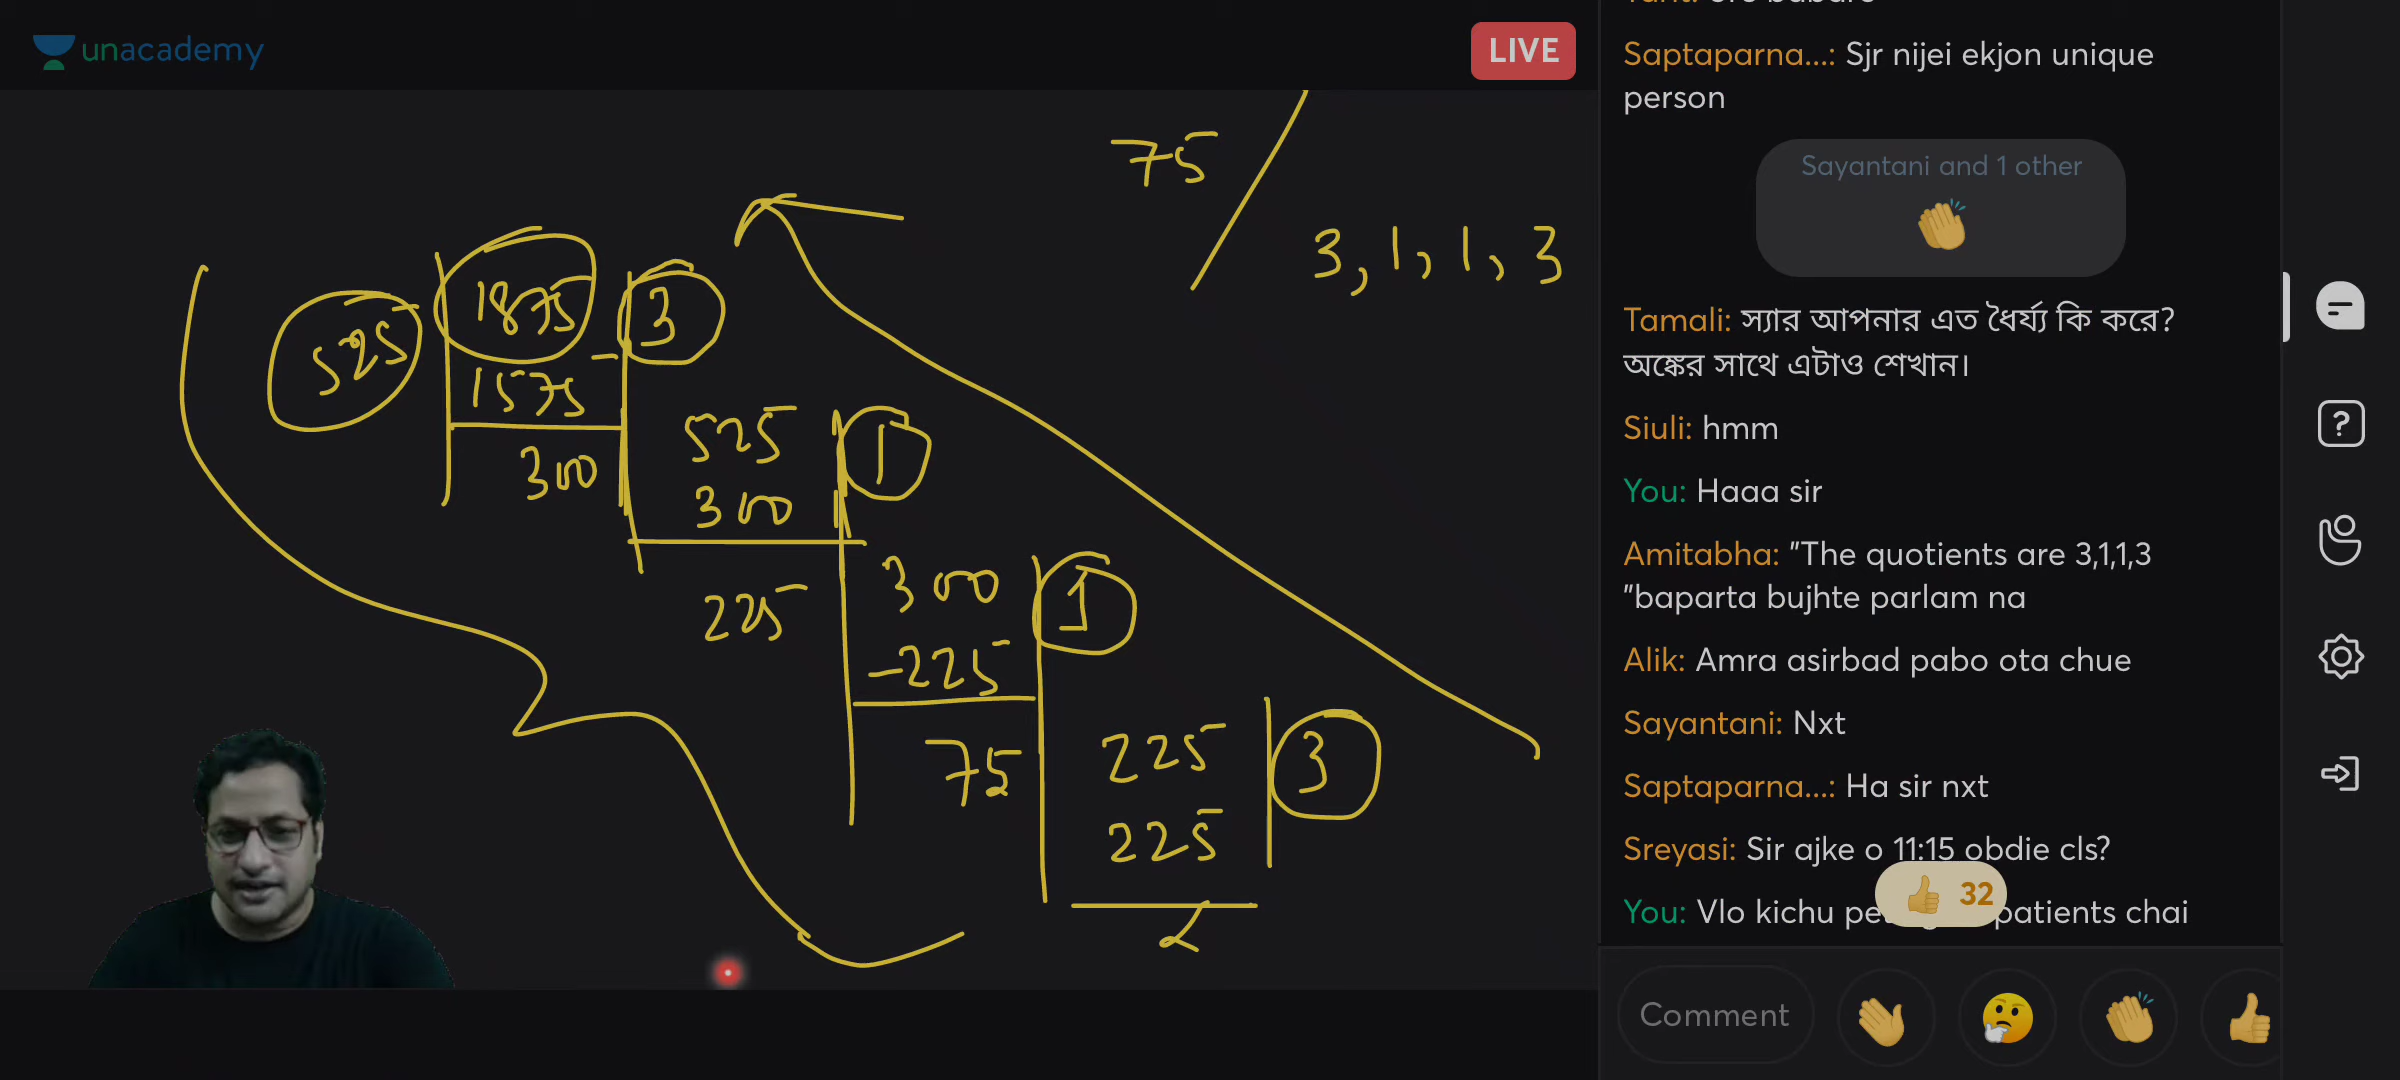 unacademy
LIVE
75
3, 1, 1, 3
525
1875
3
1575
300
525
1
300
225
300
1
-225
75
225
3
225
Saptaparna...: Sjr nijei ekjon unique
person
Sayantani and 1 other
Tamali: স্যার আপনার এত ধৈর্য্য কি করে?
অঙ্কের সাথে এটাও শেখান।
Siuli: hmm
You: Haaa sir
Amitabha: "The quotients are 3,1,1,3
"baparta bujhte parlam na
Alik: Amra asirbad pabo ota chue
Sayantani: Nxt
Saptaparna...: Ha sir nxt
Sreyasi: Sir ajke o 11:15 obdie cls?
32
You: Vlo kichu patients chai
Comment